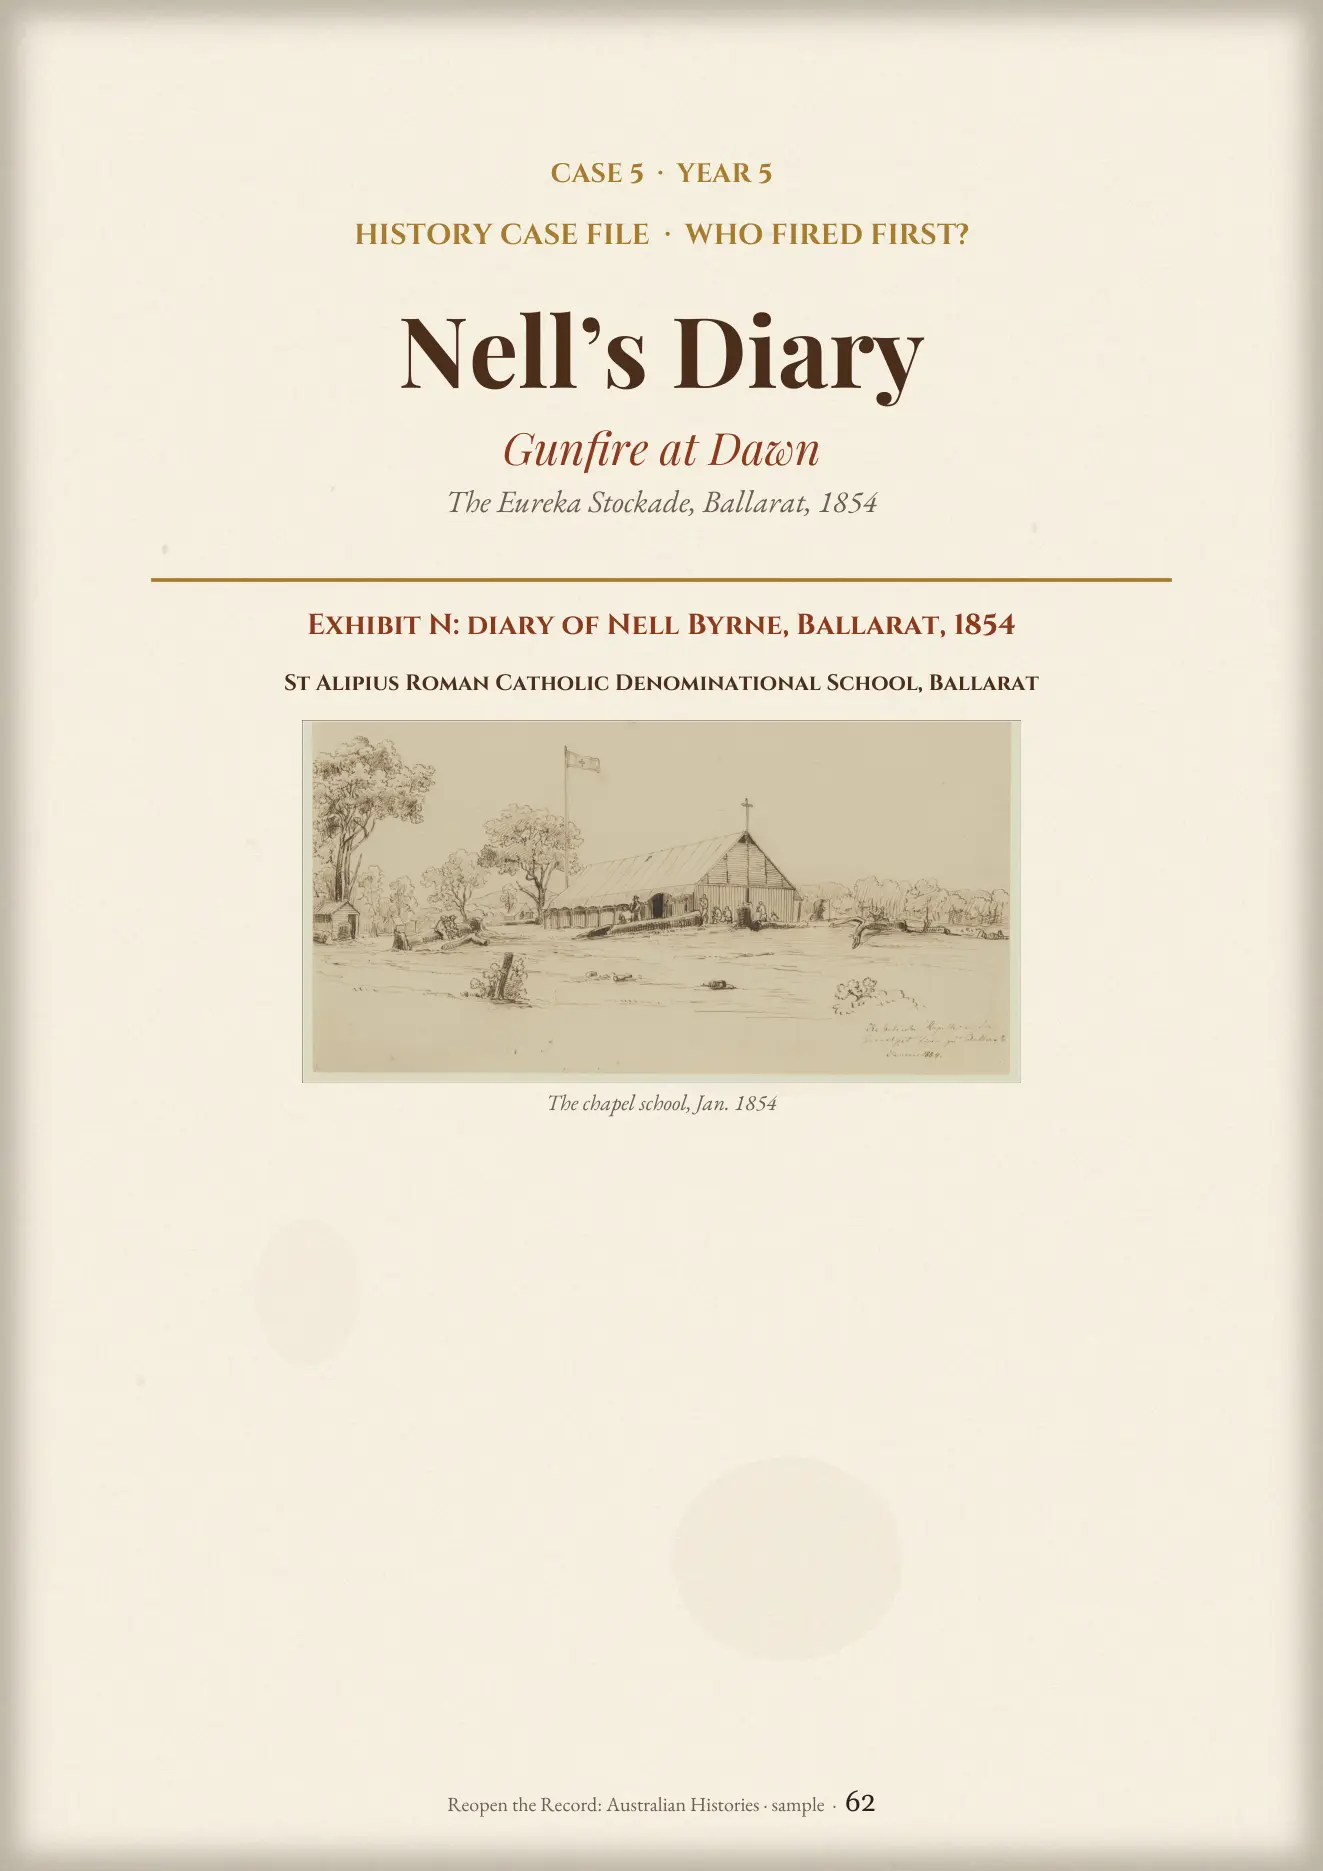 CASE 5 · YEAR 5
HISTORY CASE FILE · WHO FIRED FIRST?
Nell’s Diary
Gunfire at Dawn
The Eureka Stockade, Ballarat, 1854
Exhibit N: diary of Nell Byrne, Ballarat, 1854
St Alipius Roman Catholic Denominational School, Ballarat
The chapel school, Jan. 1854
Reopen the Record: Australian Histories · sample · 62